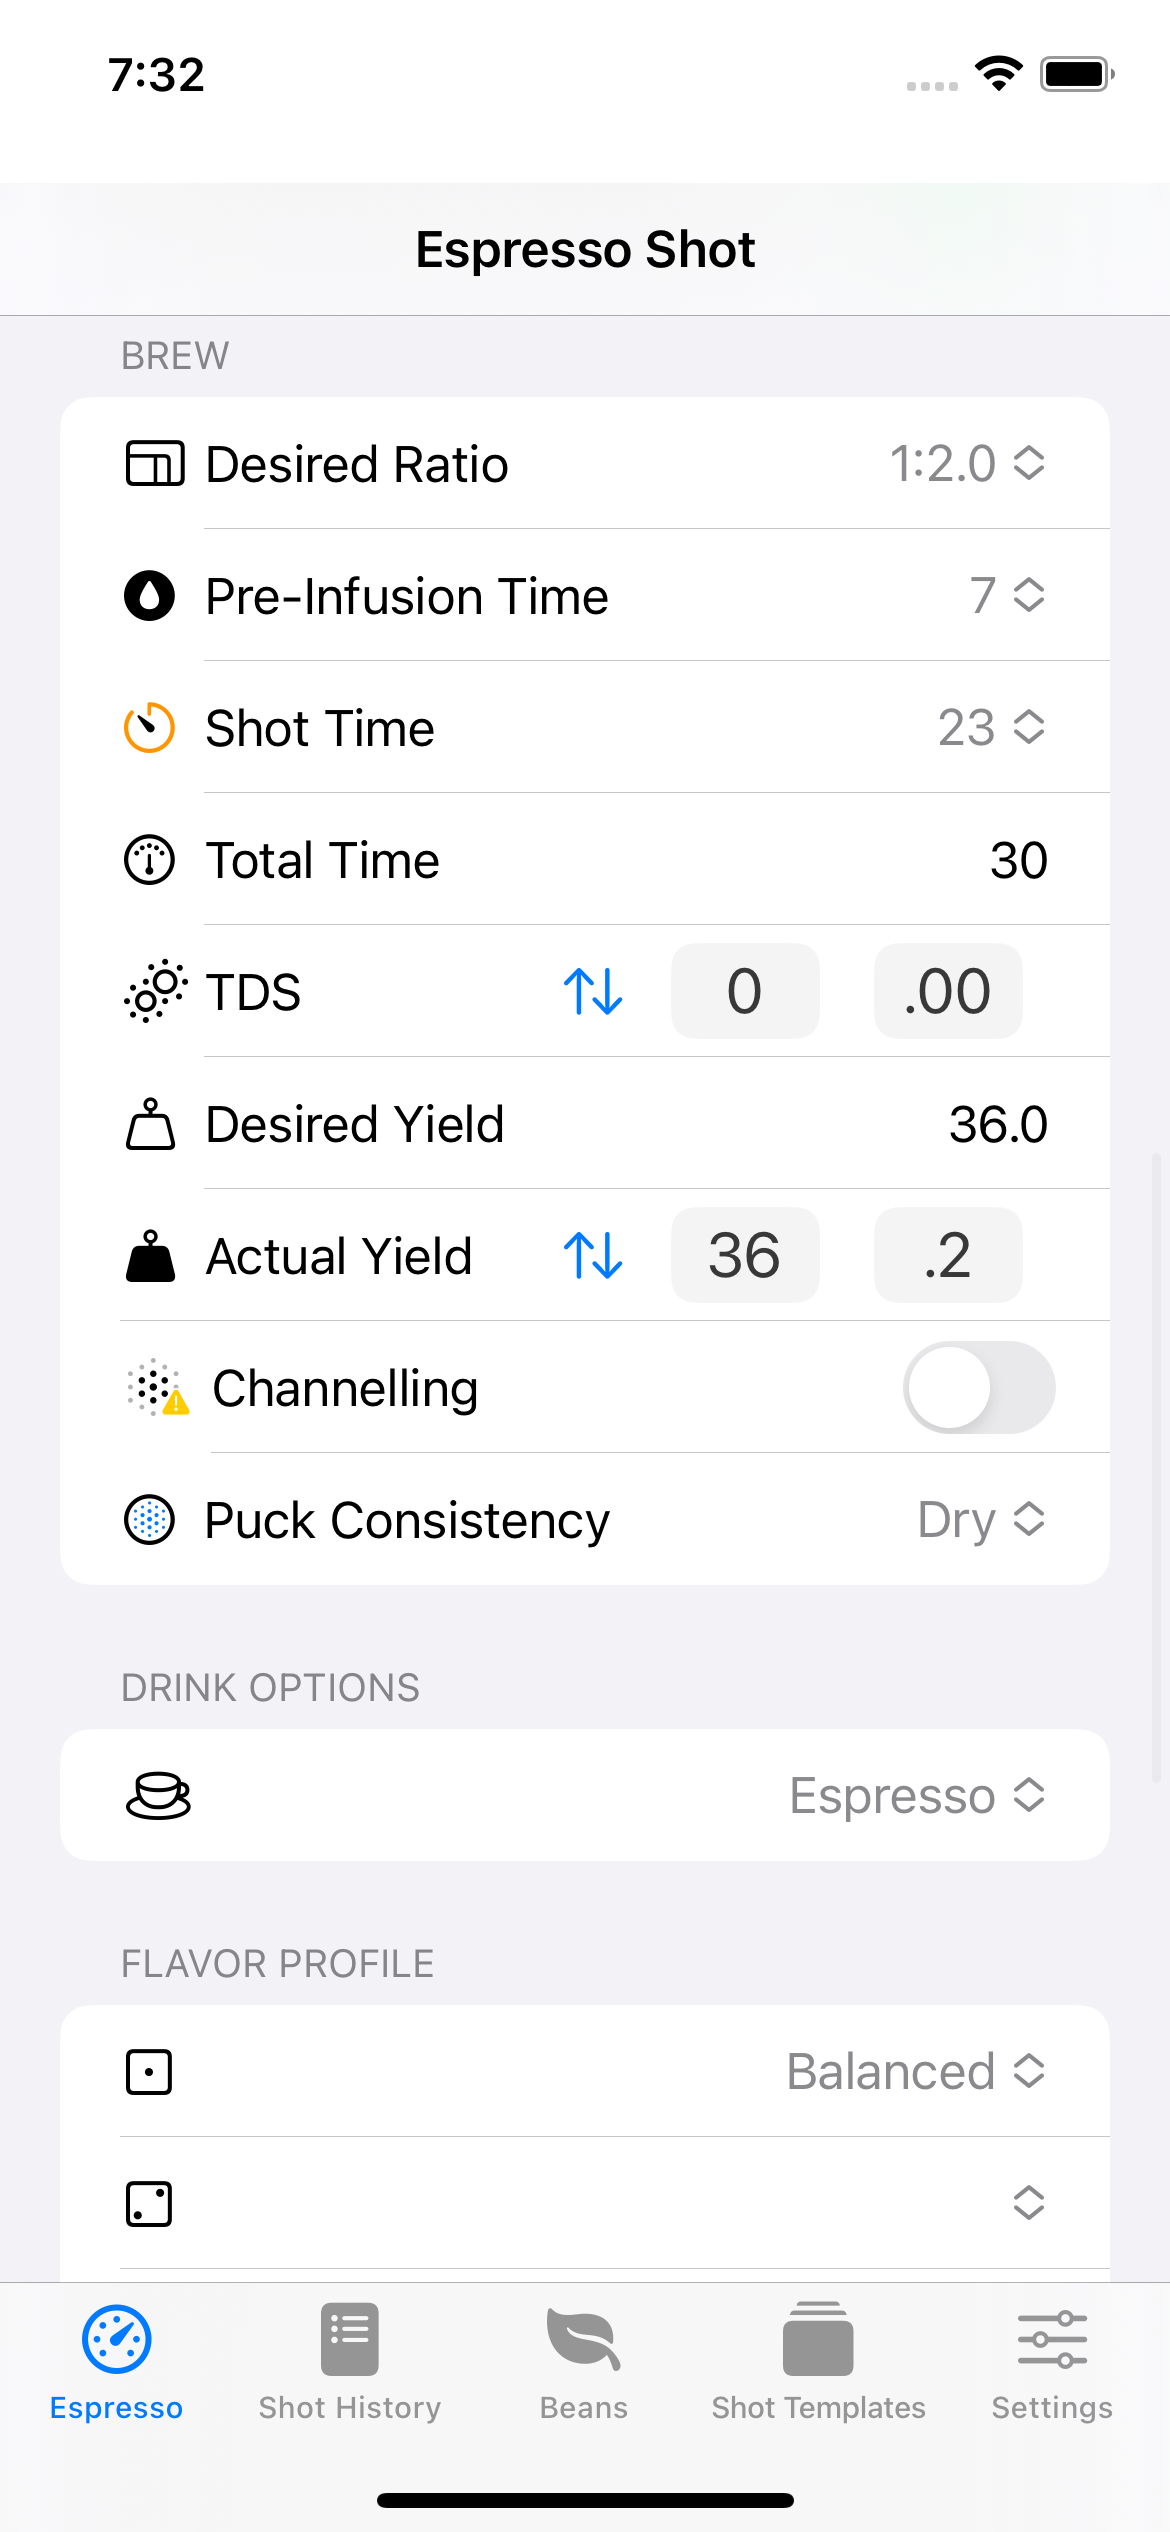 7:32
Espresso Shot
BREW
Desired Ratio 1:2.0
Pre-Infusion Time 7
Shot Time 23
Total Time 30
TDS 0 .00
Desired Yield 36.0
Actual Yield 36 .2
Channelling
Puck Consistency Dry
DRINK OPTIONS
Espresso
FLAVOR PROFILE
Balanced
Espresso Shot History Beans Shot Templates Settings